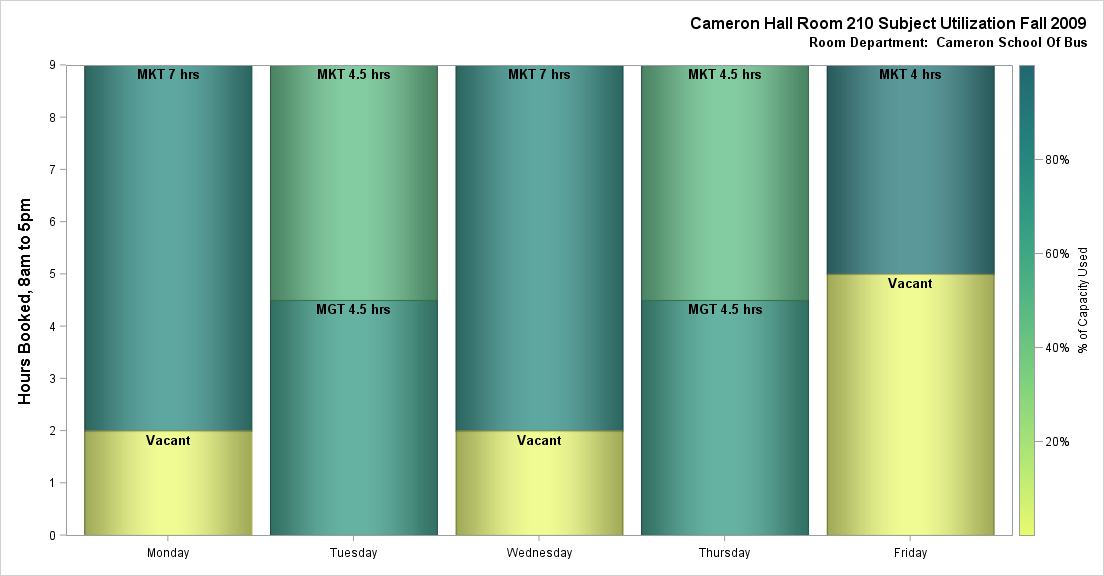 Cameron Hall Room 210 Subject Utilization Fall 2009
Room Department:  Cameron School Of Bus
Hours Booked, 8am to 5pm
9
8
7
6
5
4
3
2
1
0
MKT 7 hrs
Vacant
MKT 4.5 hrs
MGT 4.5 hrs
MKT 7 hrs
Vacant
MKT 4.5 hrs
MGT 4.5 hrs
MKT 4 hrs
Vacant
Monday
Tuesday
Wednesday
Thursday
Friday
80%
60%
40%
20%
% of Capacity Used